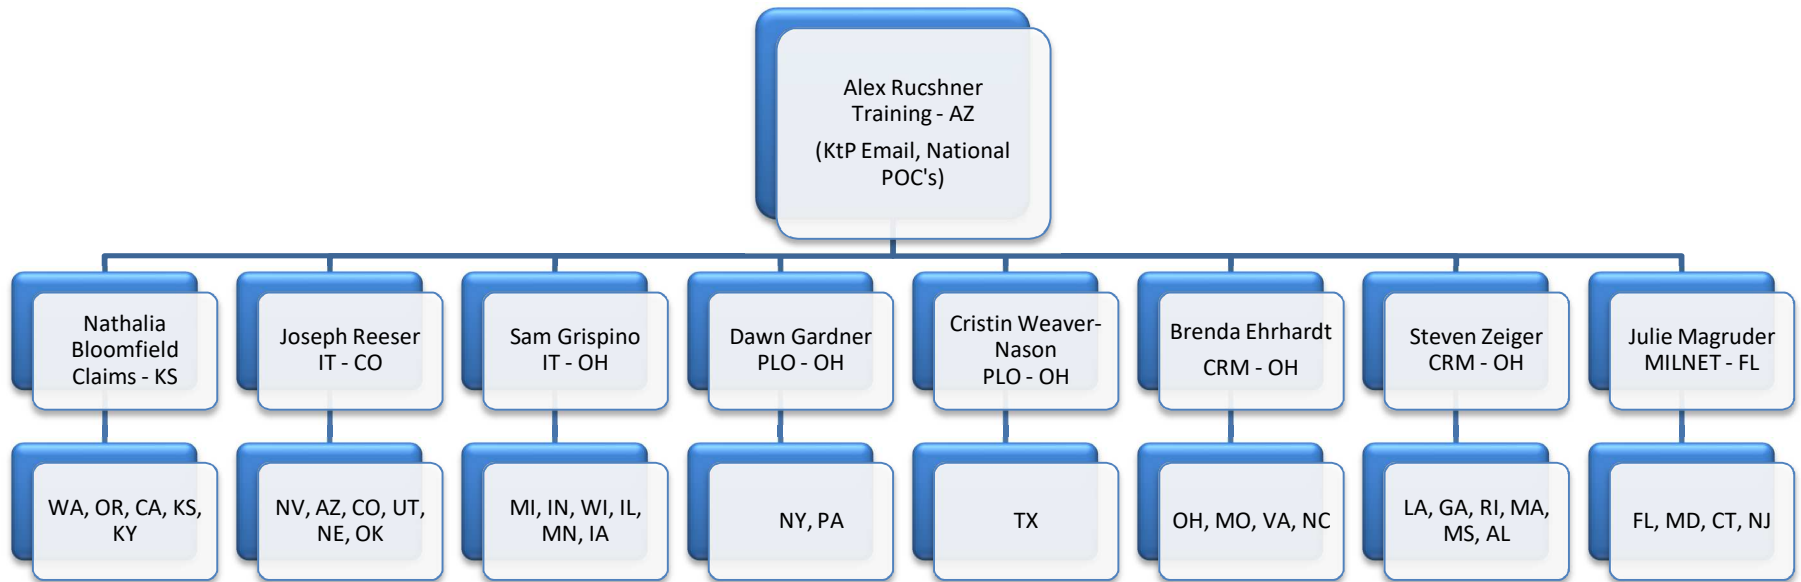 Alex Rucshner
Training - AZ
(KtP Email, National
POC's)
Nathalia
Bloomfield
Claims - KS
Joseph Reeser
IT - CO
Sam Grispino
IT - OH
Dawn Gardner
PLO - OH
Cristin Weaver-
Nason
PLO - OH
Brenda Ehrhardt
CRM - OH
Steven Zeiger
CRM - OH
Julie Magruder
MILNET - FL
WA, OR, CA, KS,
KY
NV, AZ, CO, UT,
NE, OK
MI, IN, WI, IL,
MN, IA
NY, PA
TX
OH, MO, VA, NC
LA, GA, RI, MA,
MS, AL
FL, MD, CT, NJ